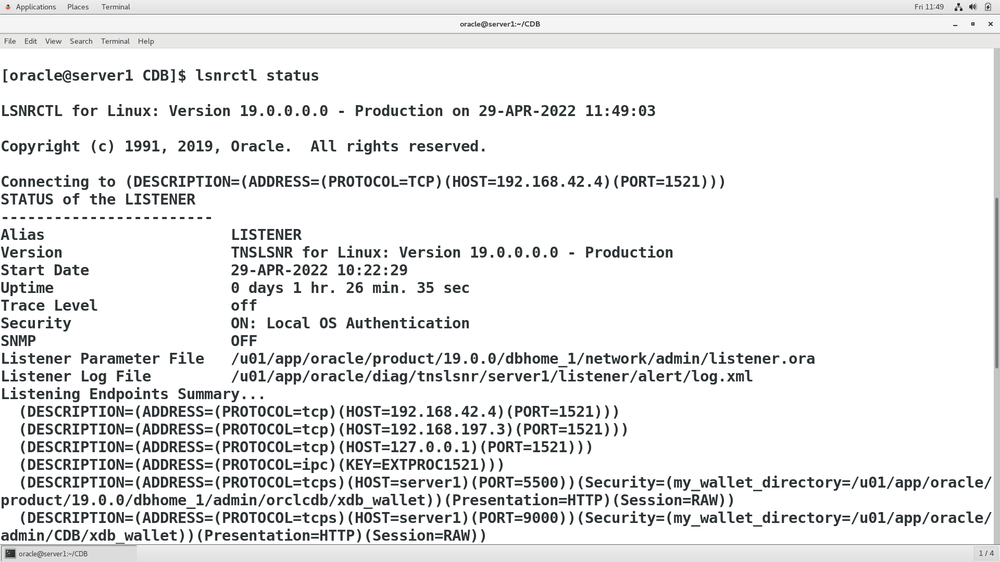 Applications Places Terminal Fri 11:49
oracle@server1:~/CDB
File Edit View Search Terminal Help
[oracle@server1 CDB]$ lsnrctl status
LSNRCTL for Linux: Version 19.0.0.0.0 - Production on 29-APR-2022 11:49:03
Copyright (c) 1991, 2019, Oracle.  All rights reserved.
Connecting to (DESCRIPTION=(ADDRESS=(PROTOCOL=TCP)(HOST=192.168.42.4)(PORT=1521)))
STATUS of the LISTENER
------------------------
Alias                     LISTENER
Version                   TNSLSNR for Linux: Version 19.0.0.0.0 - Production
Start Date                29-APR-2022 10:22:29
Uptime                    0 days 1 hr. 26 min. 35 sec
Trace Level               off
Security                  ON: Local OS Authentication
SNMP                      OFF
Listener Parameter File   /u01/app/oracle/product/19.0.0/dbhome_1/network/admin/listener.ora
Listener Log File         /u01/app/oracle/diag/tnslsnr/server1/listener/alert/log.xml
Listening Endpoints Summary...
  (DESCRIPTION=(ADDRESS=(PROTOCOL=tcp)(HOST=192.168.42.4)(PORT=1521)))
  (DESCRIPTION=(ADDRESS=(PROTOCOL=tcp)(HOST=192.168.197.3)(PORT=1521)))
  (DESCRIPTION=(ADDRESS=(PROTOCOL=tcp)(HOST=127.0.0.1)(PORT=1521)))
  (DESCRIPTION=(ADDRESS=(PROTOCOL=ipc)(KEY=EXTPROC1521)))
  (DESCRIPTION=(ADDRESS=(PROTOCOL=tcps)(HOST=server1)(PORT=5500))(Security=(my_wallet_directory=/u01/app/oracle/
product/19.0.0/dbhome_1/admin/orclcdb/xdb_wallet))(Presentation=HTTP)(Session=RAW))
  (DESCRIPTION=(ADDRESS=(PROTOCOL=tcps)(HOST=server1)(PORT=9000))(Security=(my_wallet_directory=/u01/app/oracle/
admin/CDB/xdb_wallet))(Presentation=HTTP)(Session=RAW))
oracle@server1:~/CDB 1 / 4